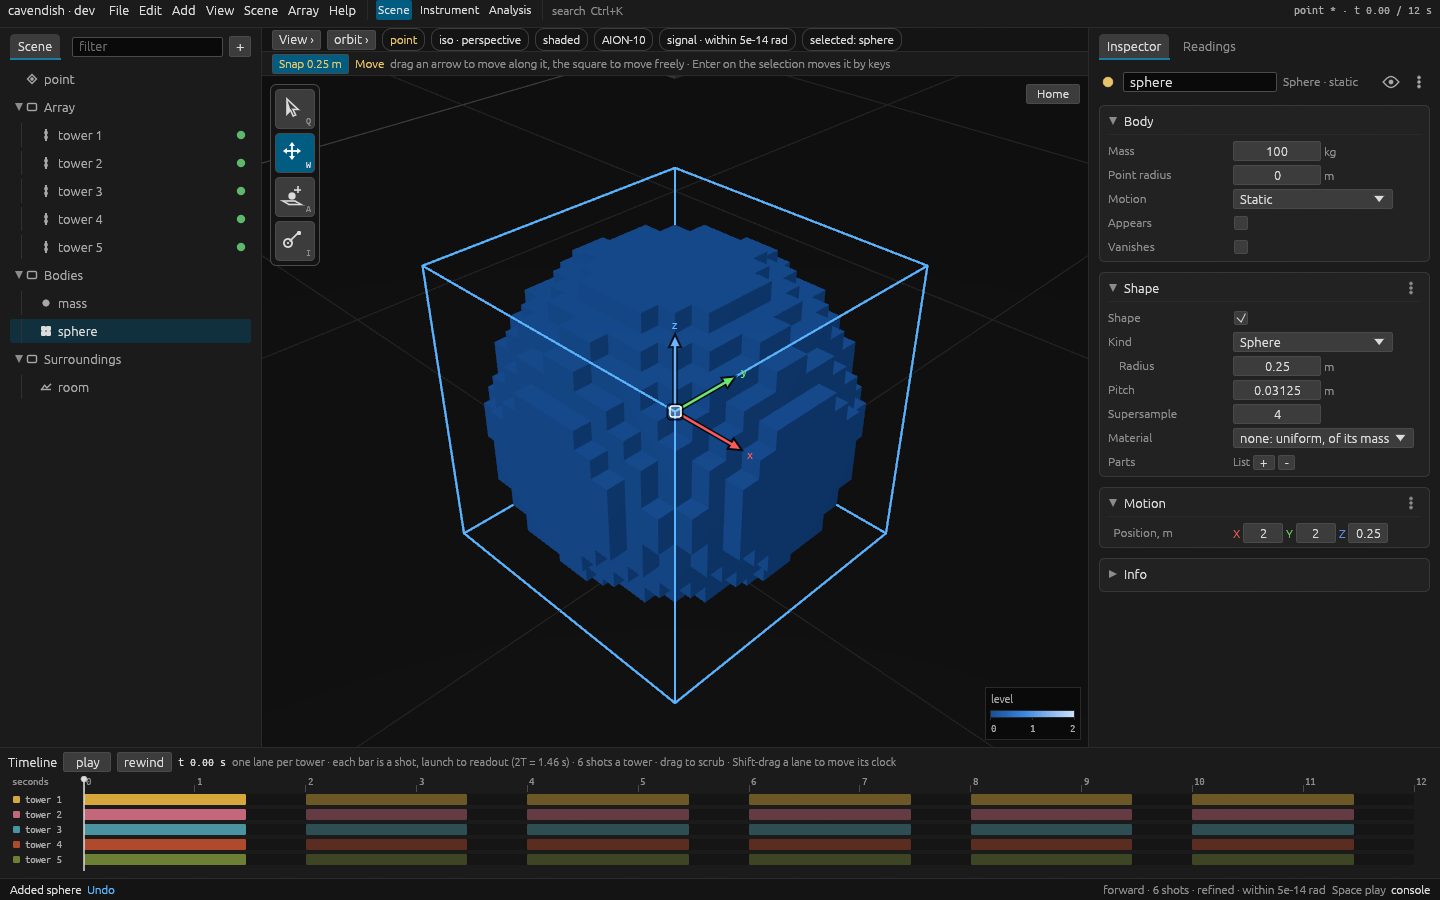 cavendish · dev File Edit Add View Scene Array Help Scene Instrument Analysis search Ctrl+K point * · t 0.00 / 12 s
Scene filter +
View › orbit › point iso · perspective shaded AION-10 signal · within 5e-14 rad selected: sphere
Snap 0.25 m Move drag an arrow to move along it, the square to move freely · Enter on the selection moves it by keys
point
Array
tower 1
tower 2
tower 3
tower 4
tower 5
Bodies
mass
sphere
Surroundings
room
Q
W
A
I
Home
z
y
x
level
0 1 2
Inspector Readings
sphere Sphere · static
Body
Mass 100 kg
Point radius 0 m
Motion Static
Appears
Vanishes
Shape
Shape
Kind Sphere
Radius 0.25 m
Pitch 0.03125 m
Supersample 4
Material none: uniform, of its mass
Parts List + -
Motion
Position, m X 2 Y 2 Z 0.25
Info
Timeline play rewind t 0.00 s one lane per tower · each bar is a shot, launch to readout (2T = 1.46 s) · 6 shots a tower · drag to scrub · Shift-drag a lane to move its clock
seconds 0 1 2 3 4 5 6 7 8 9 10 11 12
tower 1
tower 2
tower 3
tower 4
tower 5
Added sphere Undo forward · 6 shots · refined · within 5e-14 rad Space play console